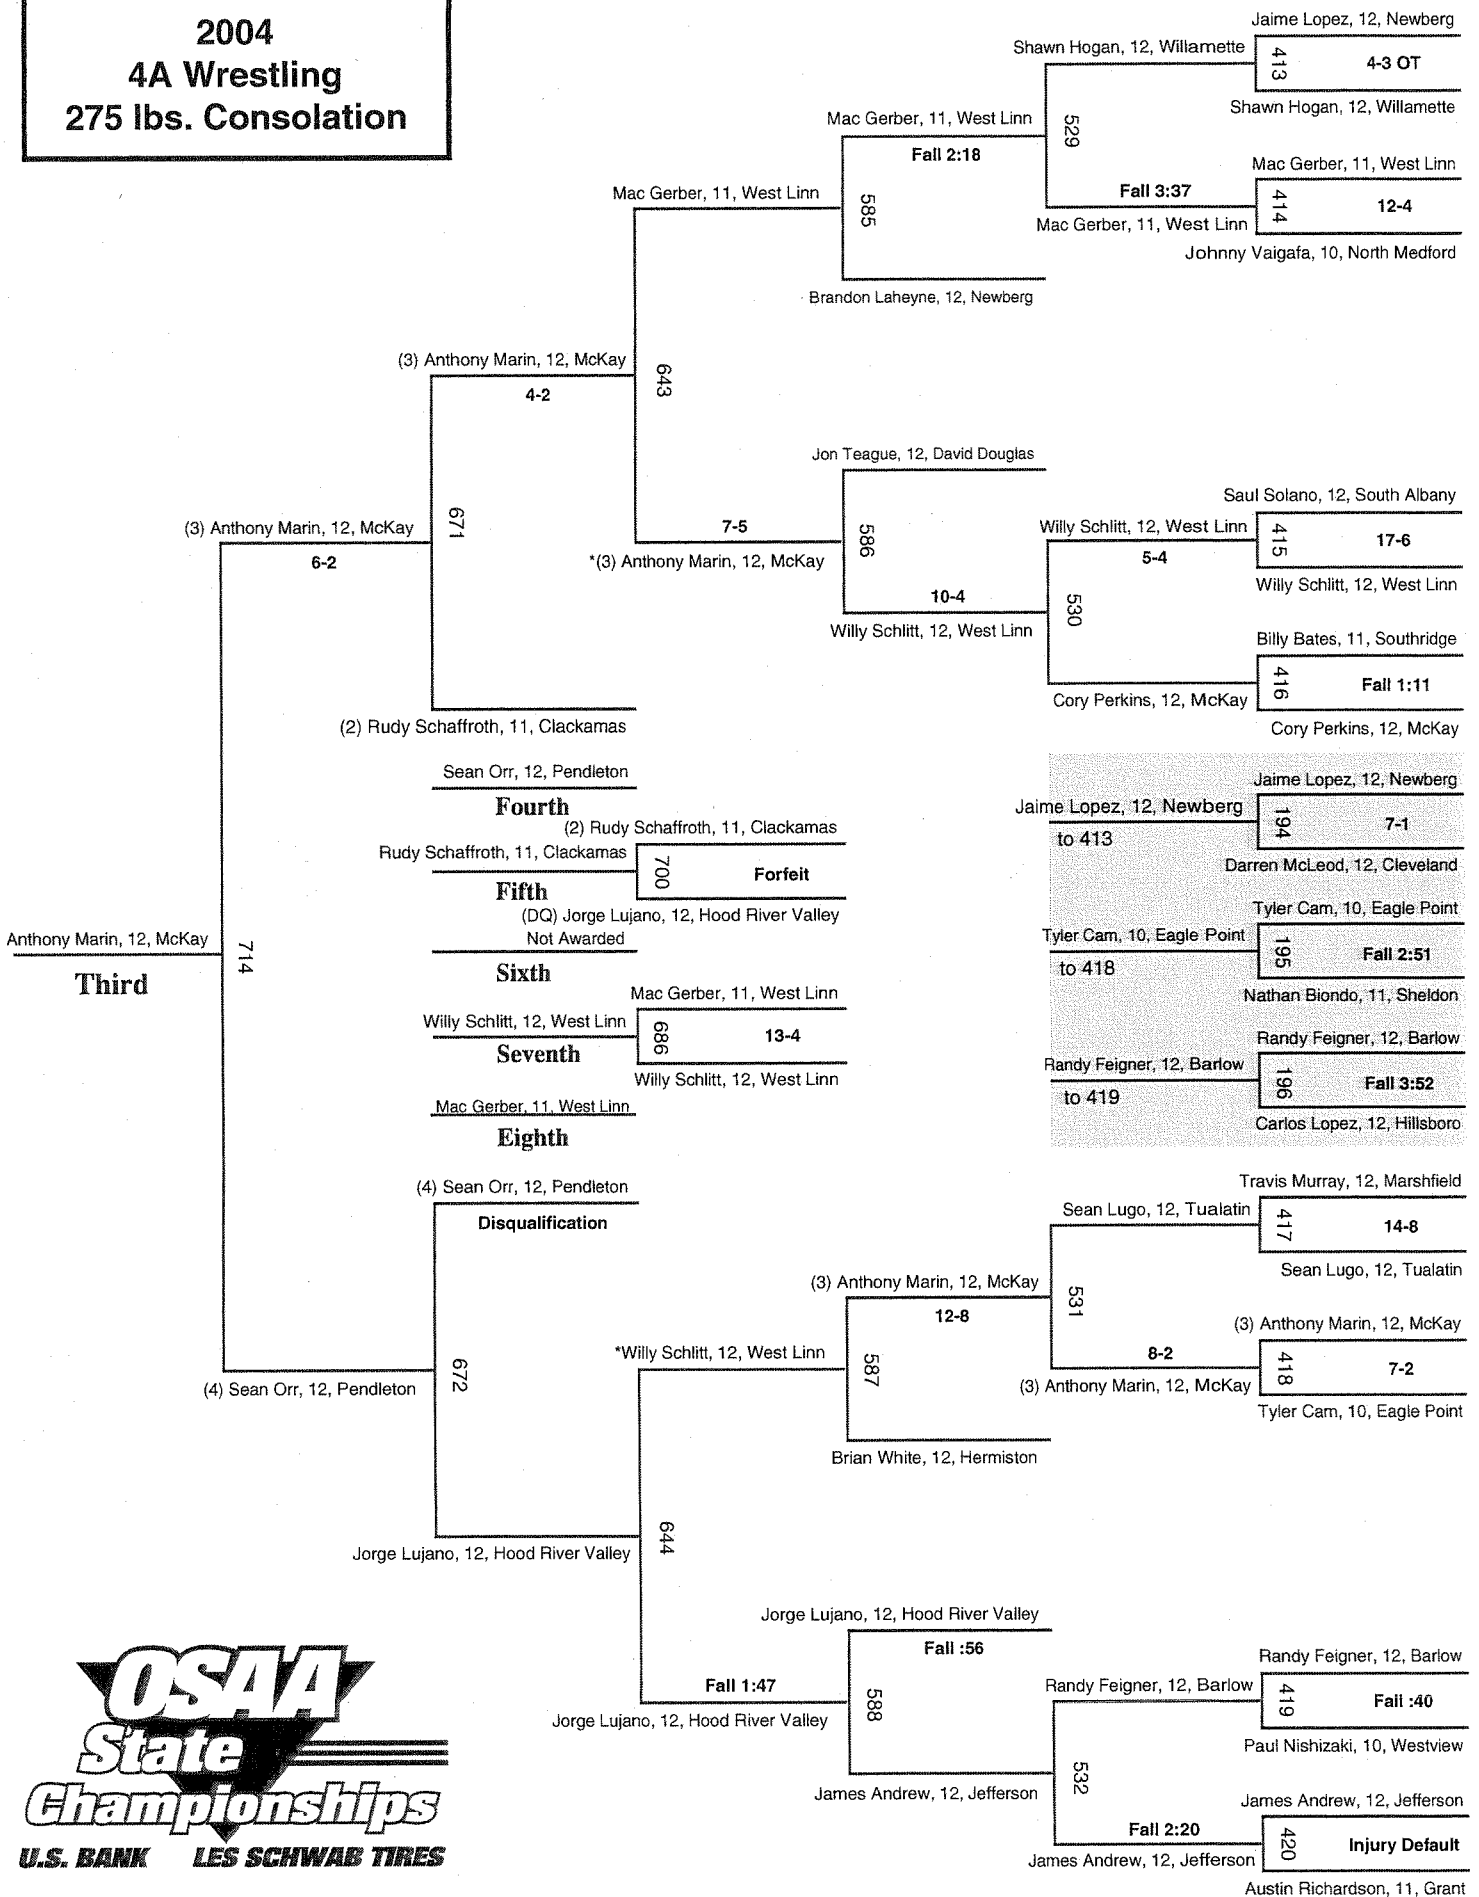 2004
4A Wrestling
275 lbs. Consolation
Jaime Lopez, 12, Newberg
Shawn Hogan, 12, Willamette
413
4-3 OT
Shawn Hogan, 12, Willamette
Mac Gerber, 11, West Linn
Fall 2:18
529
Mac Gerber, 11, West Linn
Fall 3:37
414
12-4
Mac Gerber, 11, West Linn
Johnny Vaigafa, 10, North Medford
Mac Gerber, 11, West Linn
585
Brandon Laheyne, 12, Newberg
(3) Anthony Marin, 12, McKay
4-2
643
Jon Teague, 12, David Douglas
Saul Solano, 12, South Albany
(3) Anthony Marin, 12, McKay
6-2
671
7-5
*(3) Anthony Marin, 12, McKay
586
Willy Schlitt, 12, West Linn
5-4
415
17-6
Willy Schlitt, 12, West Linn
10-4
Willy Schlitt, 12, West Linn
530
Billy Bates, 11, Southridge
416
Fall 1:11
Cory Perkins, 12, McKay
Cory Perkins, 12, McKay
(2) Rudy Schaffroth, 11, Clackamas
Sean Orr, 12, Pendleton
Fourth
(2) Rudy Schaffroth, 11, Clackamas
Rudy Schaffroth, 11, Clackamas
700
Forfeit
Fifth
(DQ) Jorge Lujano, 12, Hood River Valley
Not Awarded
Sixth
Jaime Lopez, 12, Newberg
Jaime Lopez, 12, Newberg
194
7-1
to 413
Darren McLeod, 12, Cleveland
Tyler Cam, 10, Eagle Point
Tyler Cam, 10, Eagle Point
195
Fall 2:51
to 418
Nathan Biondo, 11, Sheldon
Randy Feigner, 12, Barlow
Randy Feigner, 12, Barlow
196
Fall 3:52
to 419
Carlos Lopez, 12, Hillsboro
Anthony Marin, 12, McKay
714
Third
Mac Gerber, 11, West Linn
Willy Schlitt, 12, West Linn
686
13-4
Seventh
Willy Schlitt, 12, West Linn
Mac Gerber, 11, West Linn
Eighth
(4) Sean Orr, 12, Pendleton
Disqualification
Travis Murray, 12, Marshfield
Sean Lugo, 12, Tualatin
417
14-8
Sean Lugo, 12, Tualatin
(3) Anthony Marin, 12, McKay
12-8
531
(3) Anthony Marin, 12, McKay
8-2
418
7-2
(3) Anthony Marin, 12, McKay
Tyler Cam, 10, Eagle Point
*Willy Schlitt, 12, West Linn
587
(4) Sean Orr, 12, Pendleton
672
Brian White, 12, Hermiston
644
Jorge Lujano, 12, Hood River Valley
Jorge Lujano, 12, Hood River Valley
Fall :56
Fall 1:47
588
Jorge Lujano, 12, Hood River Valley
Randy Feigner, 12, Barlow
Randy Feigner, 12, Barlow
419
Fall :40
Paul Nishizaki, 10, Westview
James Andrew, 12, Jefferson
532
James Andrew, 12, Jefferson
Fall 2:20
420
Injury Default
James Andrew, 12, Jefferson
Austin Richardson, 11, Grant
OSAA
State
Championships
U.S. BANK LES SCHWAB TIRES